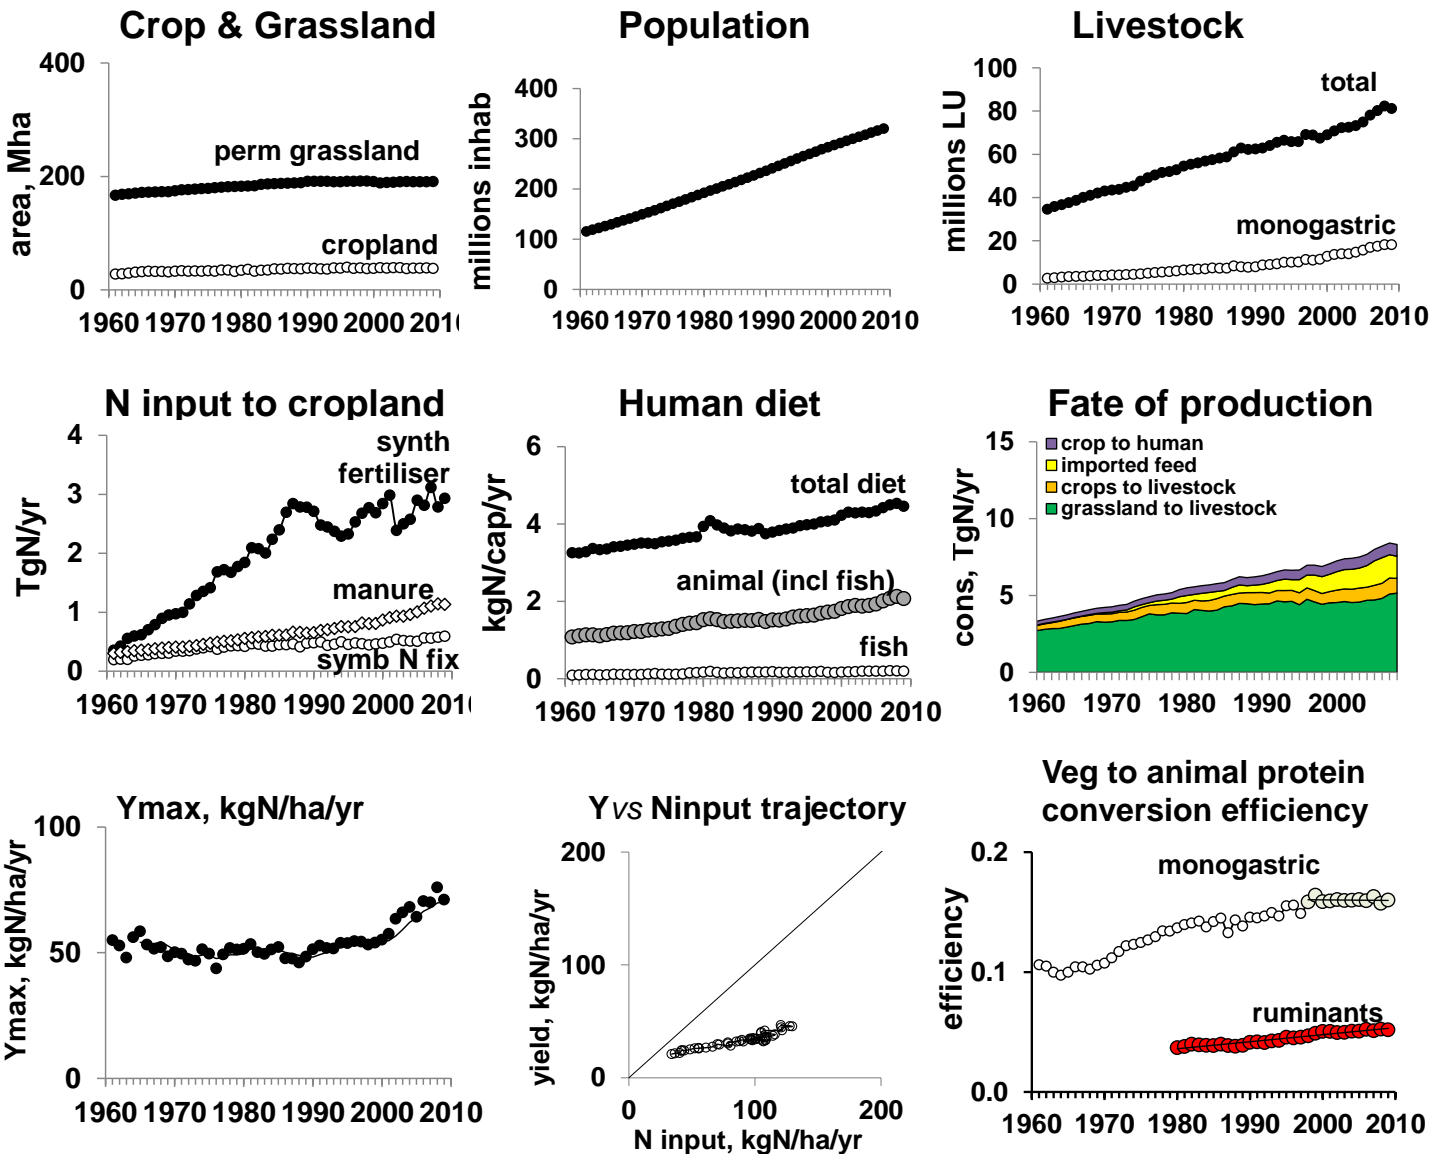 Crop & Grassland
area, Mha
400
200
0
perm grassland
cropland
1960 1970 1980 1990 2000 2010
Population
millions inhab
400
300
200
100
0
1960 1970 1980 1990 2000 2010
Livestock
millions LU
100
80
60
40
20
0
total
monogastric
1960 1970 1980 1990 2000 2010
N input to cropland
TgN/yr
4
3
2
1
0
synth
fertiliser
manure
symb N fix
1960 1970 1980 1990 2000 201
Human diet
kgN/cap/yr
6
4
2
0
total diet
animal (incl fish)
fish
1960 1970 1980 1990 2000 2010
Fate of production
cons, TgN/yr
15
10
5
0
crop to human
imported feed
crops to livestock
grassland to livestock
1960 1970 1980 1990 2000
Ymax, kgN/ha/yr
Ymax, kgN/ha/yr
100
50
0
1960 1970 1980 1990 2000 2010
Y vs Ninput trajectory
yield, kgN/ha/yr
200
100
0
0 100 200
N input, kgN/ha/yr
Veg to animal protein
conversion efficiency
efficiency
0.2
0.1
0.0
monogastric
ruminants
1960 1970 1980 1990 2000 2010